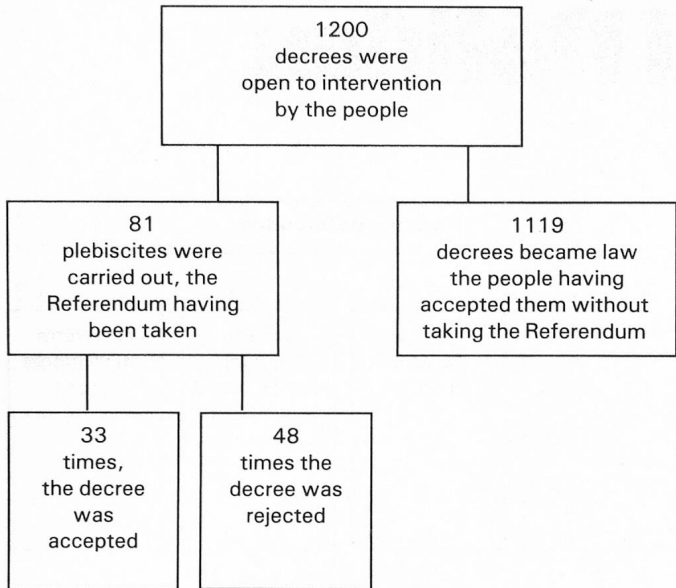 1200
decrees were
open to intervention
by the people
81
plebiscites were
carried out, the
Referendum having
been taken
1119
decrees became law
the people having
accepted them without
taking the Referendum
33
times,
the decree
was
accepted
48
times the
decree was
rejected